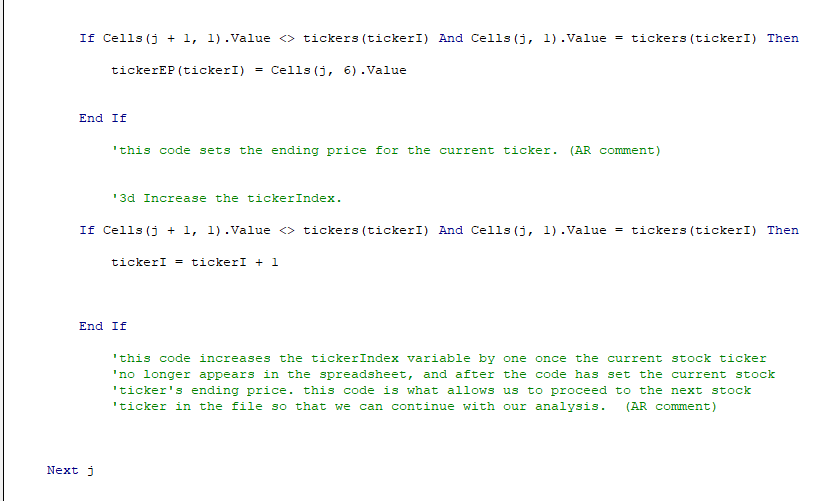 If Cells(j + 1, 1).Value <> tickers(tickerI) And Cells(j, 1).Value = tickers(tickerI) Then
tickerEP(tickerI) = Cells(j, 6).Value
End If
'this code sets the ending price for the current ticker. (AR comment)
'3d Increase the tickerIndex.
If Cells(j + 1, 1).Value <> tickers(tickerI) And Cells(j, 1).Value = tickers(tickerI) Then
tickerI = tickerI + 1
End If
'this code increases the tickerIndex variable by one once the current stock ticker
'no longer appears in the spreadsheet, and after the code has set the current stock
'ticker's ending price. this code is what allows us to proceed to the next stock
'ticker in the file so that we can continue with our analysis.  (AR comment)
Next j